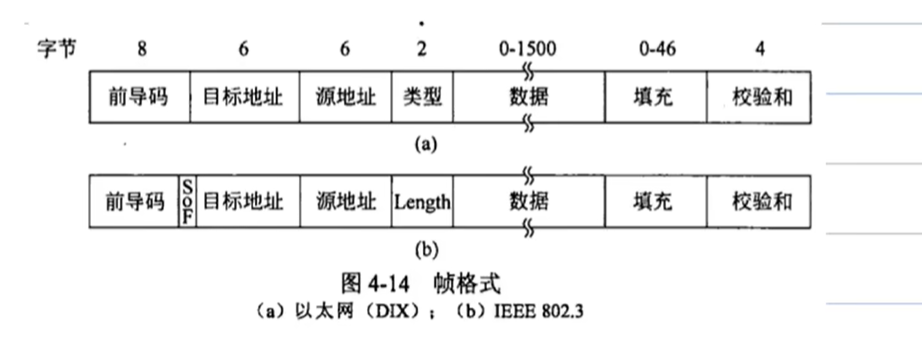 字节 8 6 6 2 0-1500 0-46 4
前导码 目标地址 源地址 类型 数据 填充 校验和
(a)
前导码 SoF 目标地址 源地址 Length 数据 填充 校验和
(b)
图 4-14 帧格式
（a）以太网（DIX）；（b）IEEE 802.3